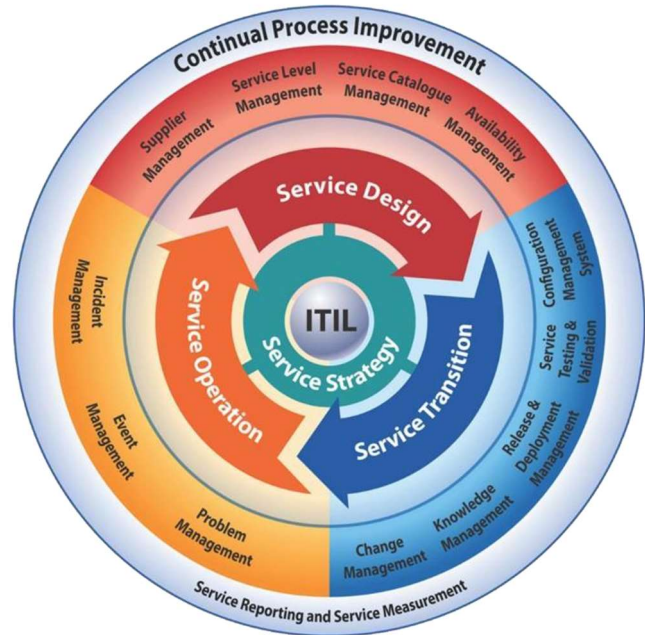 Continual Process Improvement
Supplier
Management
Service Level
Management
Service Catalogue
Management
Availability
Management
Configuration
Management
System
Service
Testing &
Validation
Release &
Deployment
Management
Knowledge
Management
Change
Management
Problem
Management
Event
Management
Incident
Management
Service Design
Service Transition
Service Operation
Service Strategy
ITIL
Service Reporting and Service Measurement